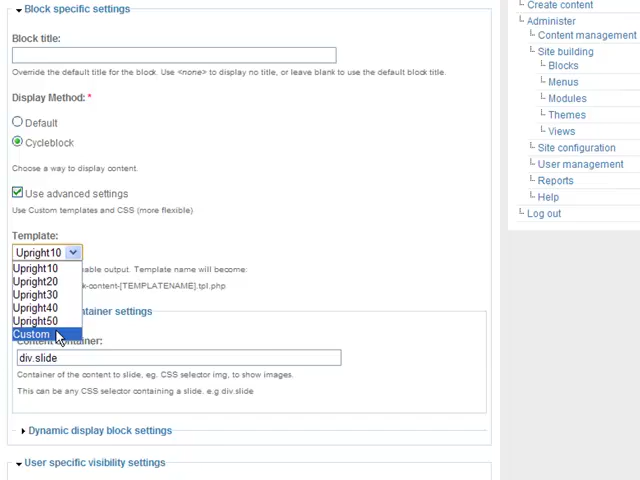 Block specific settings
Block title:
Override the default title for the block. Use <none> to display no title, or leave blank to use the default block title.
Display Method: *
Default
Cycleblock
Choose a way to display content.
Use advanced settings
Use Custom templates and CSS (more flexible)
Template:
Upright10
Upright10
Upright20
Upright30
Upright40
Upright50
Custom
able output. Template name will become:
k-content-[TEMPLATENAME].tpl.php
ntainer settings
Content container:
div.slide
Container of the content to slide, eg. CSS selector img, to show images.
This can be any CSS selector containing a slide. e.g div.slide
Dynamic display block settings
User specific visibility settings
Create content
Administer
Content management
Site building
Blocks
Menus
Modules
Themes
Views
Site configuration
User management
Reports
Help
Log out